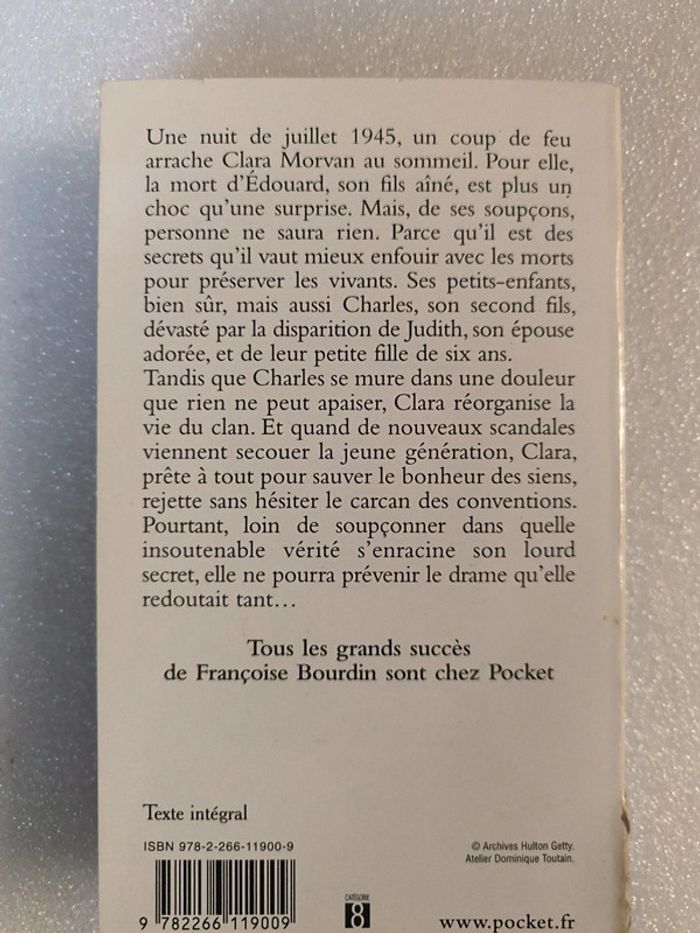 Une nuit de juillet 1945, un coup de feu
arrache Clara Morvan au sommeil. Pour elle,
la mort d'Édouard, son fils aîné, est plus un
choc qu'une surprise. Mais, de ses soupçons,
personne ne saura rien. Parce qu'il est des
secrets qu'il vaut mieux enfouir avec les morts
pour préserver les vivants. Ses petits-enfants,
bien sûr, mais aussi Charles, son second fils,
dévasté par la disparition de Judith, son épouse
adorée, et de leur petite fille de six ans.
Tandis que Charles se mure dans une douleur
que rien ne peut apaiser, Clara réorganise la
vie du clan. Et quand de nouveaux scandales
viennent secouer la jeune génération, Clara,
prête à tout pour sauver le bonheur des siens,
rejette sans hésiter le carcan des conventions.
Pourtant, loin de soupçonner dans quelle
insoutenable vérité s'enracine son lourd
secret, elle ne pourra prévenir le drame qu'elle
redoutait tant…
Tous les grands succès
de Françoise Bourdin sont chez Pocket
Texte intégral
ISBN 978-2-266-11900-9
© Archives Hulton Getty.
Atelier Dominique Toutain.
9 782266 119009
CATÉGORIE
8
www.pocket.fr